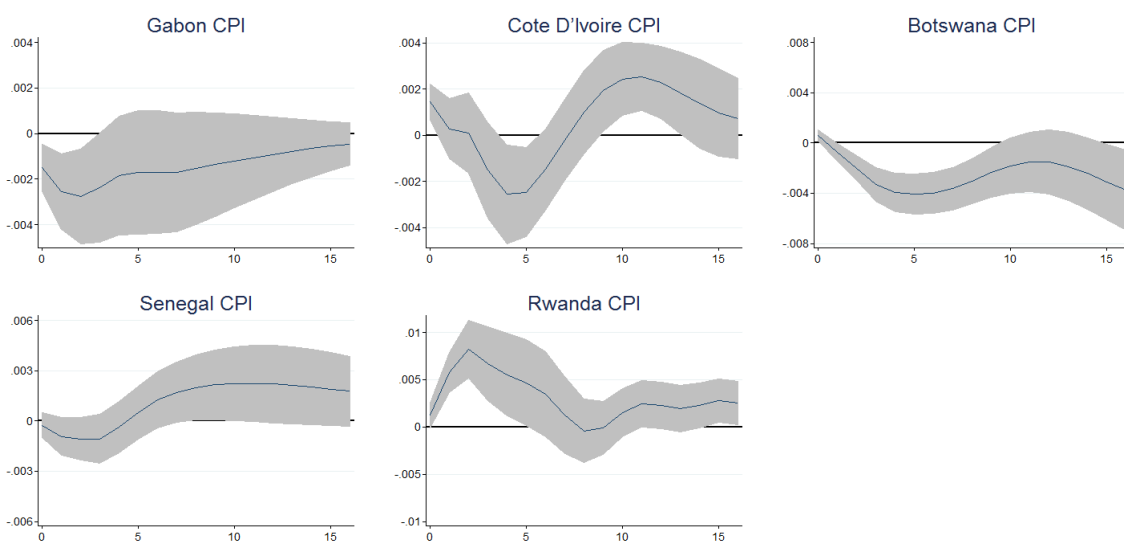 Gabon CPI
.004
.002
0
-.002
-.004
0 5 10 15
Cote D'Ivoire CPI
.004
.002
0
-.002
-.004
0 5 10 15
Botswana CPI
.008
.004
0
-.004
-.008
0 5 10 15
Senegal CPI
.006
.003
0
-.003
-.006
0 5 10 15
Rwanda CPI
.01
.005
0
-.005
-.01
0 5 10 15